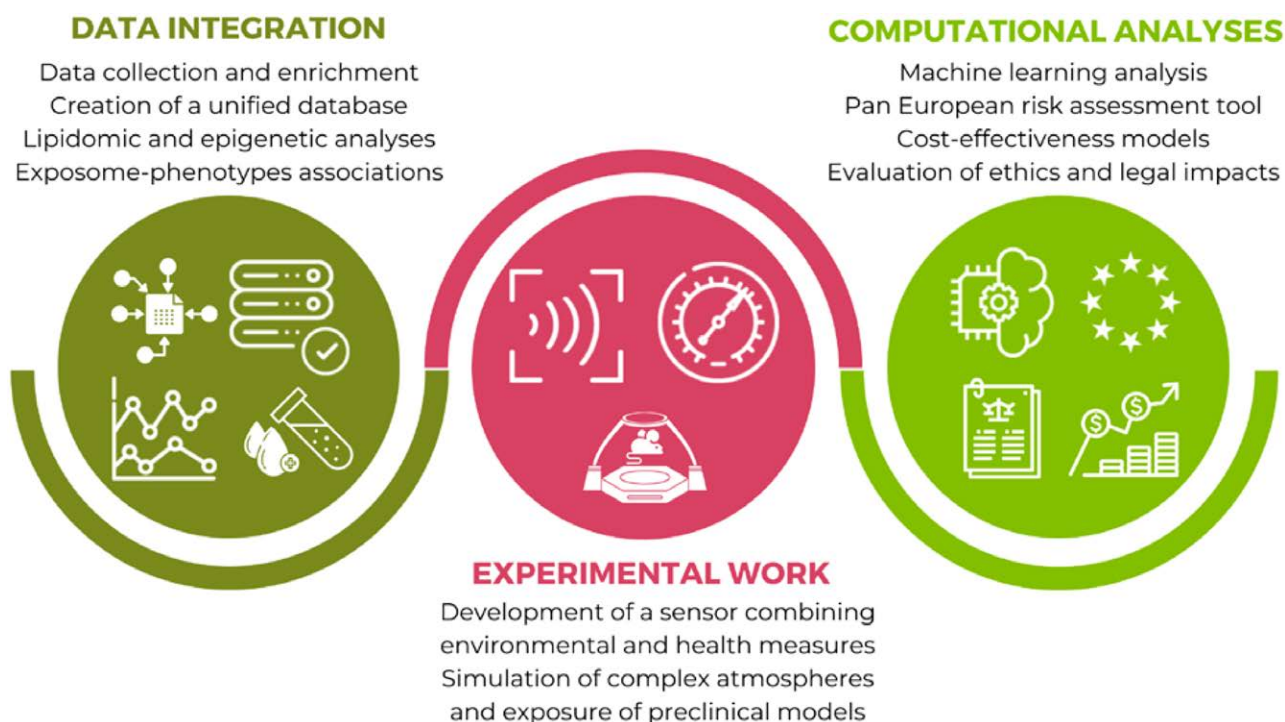 DATA INTEGRATION
Data collection and enrichment
Creation of a unified database
Lipidomic and epigenetic analyses
Exposome-phenotypes associations
COMPUTATIONAL ANALYSES
Machine learning analysis
Pan European risk assessment tool
Cost-effectiveness models
Evaluation of ethics and legal impacts
$
$
EXPERIMENTAL WORK
Development of a sensor combining
environmental and health measures
Simulation of complex atmospheres
and exposure of preclinical models